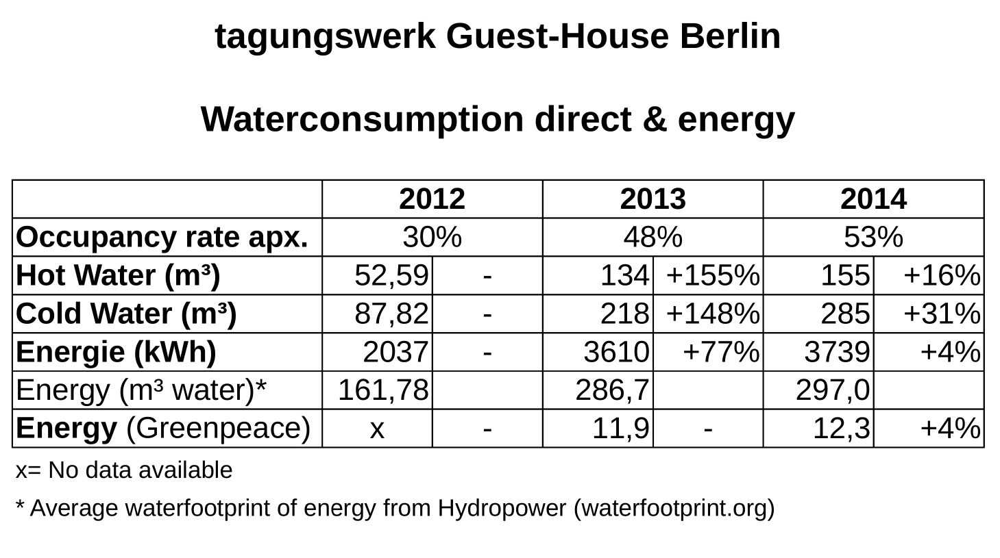 tagungswerk Guest-House Berlin
Waterconsumption direct & energy
2012 2013 2014
Occupancy rate apx. 30% 48% 53%
Hot Water (m³) 52,59 - 134 +155% 155 +16%
Cold Water (m³) 87,82 - 218 +148% 285 +31%
Energie (kWh) 2037 - 3610 +77% 3739 +4%
Energy (m³ water)* 161,78 286,7 297,0
Energy (Greenpeace) x - 11,9 - 12,3 +4%
x= No data available
* Average waterfootprint of energy from Hydropower (waterfootprint.org)